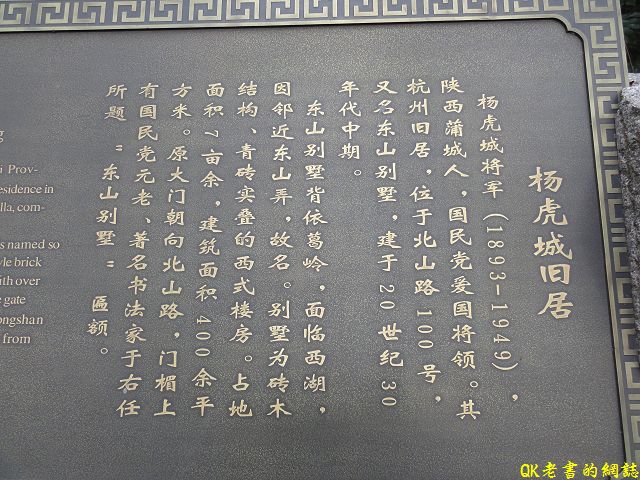 杨虎城旧居
杨虎城将军（1893-1949），
陕西蒲城人，国民党爱国将领。其
杭州旧居，位于北山路100号，
又名东山别墅，建于20世纪30
年代中期。
东山别墅背依葛岭，面临西湖，
因邻近东山弄，故名。别墅为砖木
结构、青砖实叠的西式楼房。占地
面积7亩余，建筑面积400余平
方米。原大门朝向北山路，门楣上
有国民党元老、著名书法家于右任
所题"东山别墅"匾额。
g
i Prov-
esidence in
lla, com-
s named so
yle brick
ith over
e gate
ongshan
from
QK老書的網誌